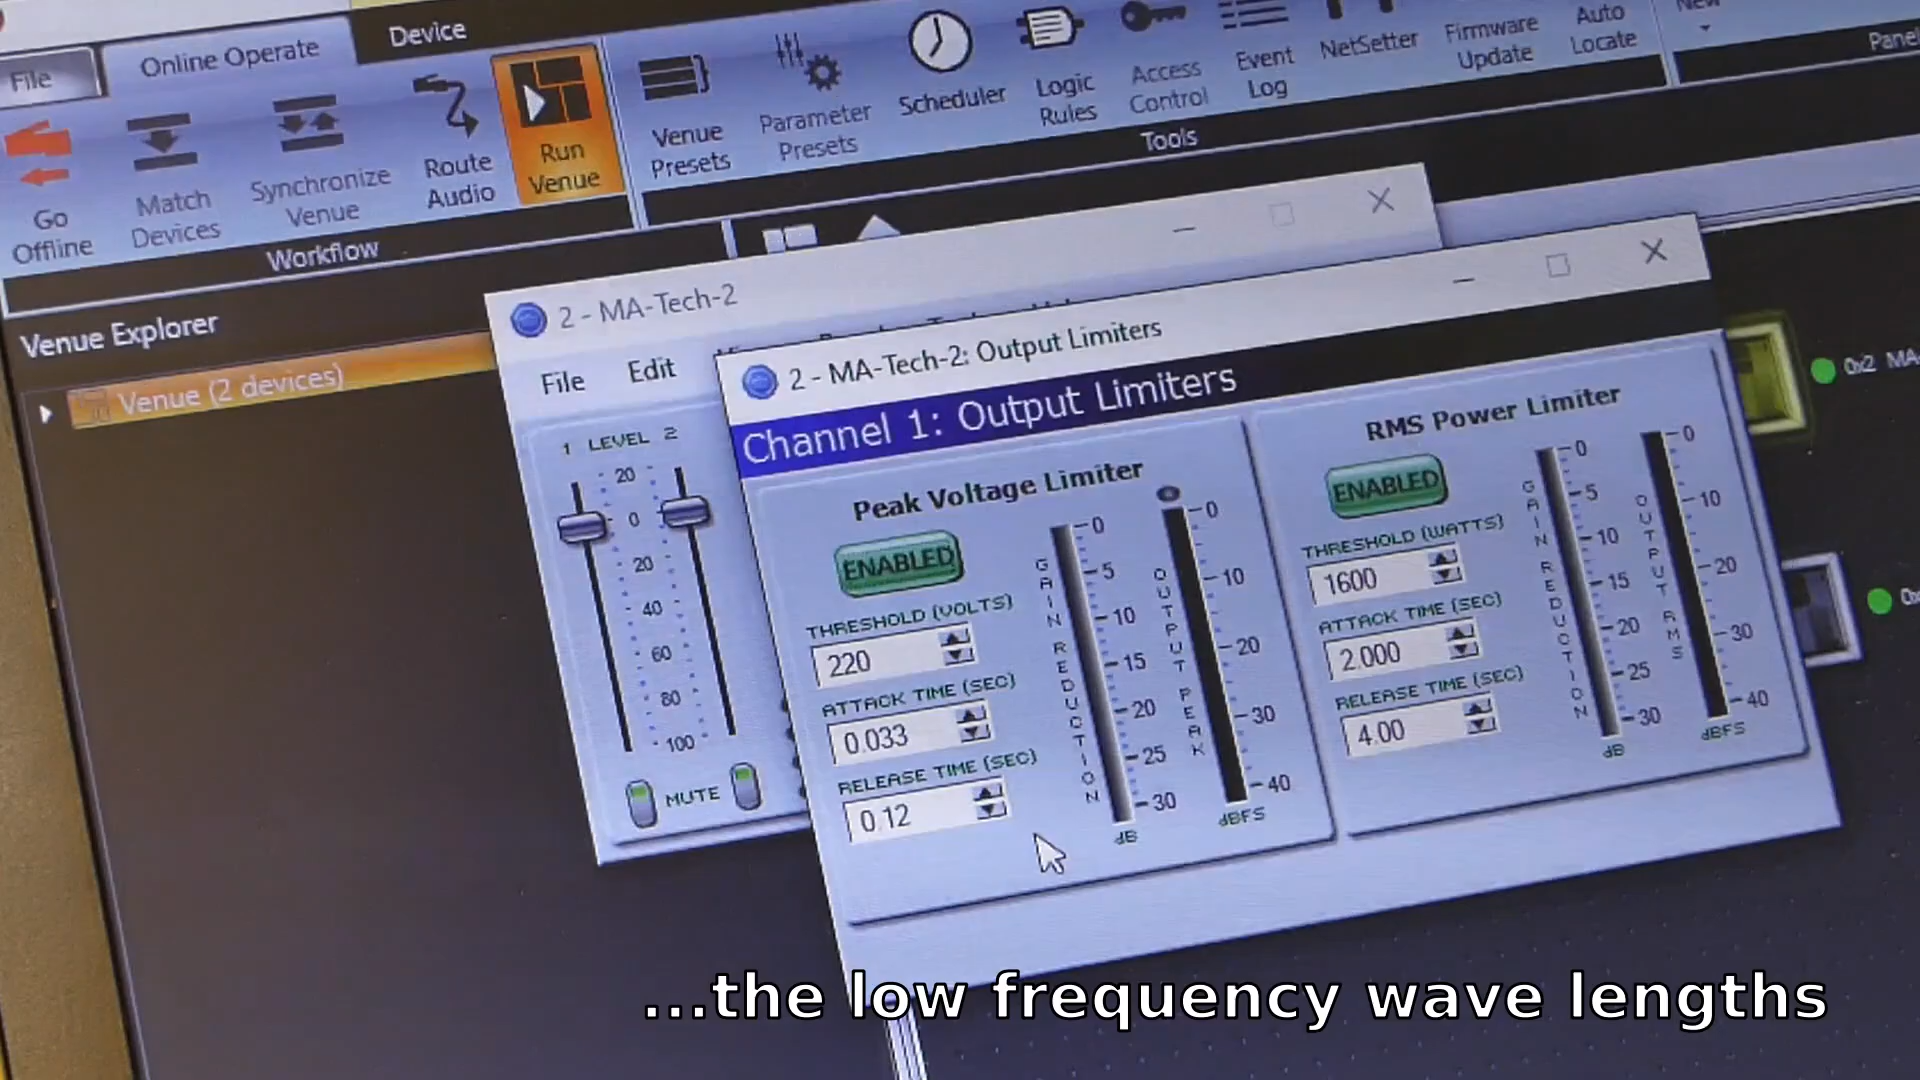 File
Online Operate
Device
Go
Offline
Match
Devices
Synchronize
Venue
Route
Audio
Run
Venue
Workflow
Venue
Presets
Parameter
Presets
Scheduler
Logic
Rules
Access
Control
Event
Log
NetSetter
Firmware
Update
Auto
Locate
Tools
Panel
Venue Explorer
Venue (2 devices)
2 - MA-Tech-2
File Edit
1 LEVEL 2
20
0
20
40
60
80
100
MUTE
2 - MA-Tech-2: Output Limiters
Channel 1: Output Limiters
Peak Voltage Limiter
ENABLED
THRESHOLD (VOLTS)
220
ATTACK TIME (SEC)
0.033
RELEASE TIME (SEC)
0.12
GAIN REDUCTION
0
5
10
15
20
25
30
dB
OUTPUT PEAK
0
10
20
30
40
dBFS
RMS Power Limiter
ENABLED
THRESHOLD (WATTS)
1600
ATTACK TIME (SEC)
2.000
RELEASE TIME (SEC)
4.00
GAIN REDUCTION
0
5
10
15
20
25
30
dB
OUTPUT RMS
0
10
20
30
40
dBFS
0x2 MA-
...the low frequency wave lengths